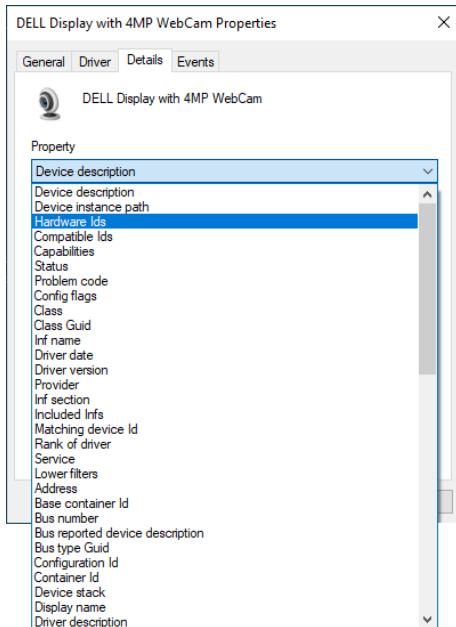 DELL Display with 4MP WebCam Properties
General Driver Details Events
DELL Display with 4MP WebCam
Property
Device description
Device description
Device instance path
Hardware Ids
Compatible Ids
Capabilities
Status
Problem code
Config flags
Class
Class Guid
Inf name
Driver date
Driver version
Provider
Inf section
Included Infs
Matching device Id
Rank of driver
Service
Lower filters
Address
Base container Id
Bus number
Bus reported device description
Bus type Guid
Configuration Id
Container Id
Device stack
Display name
Driver description